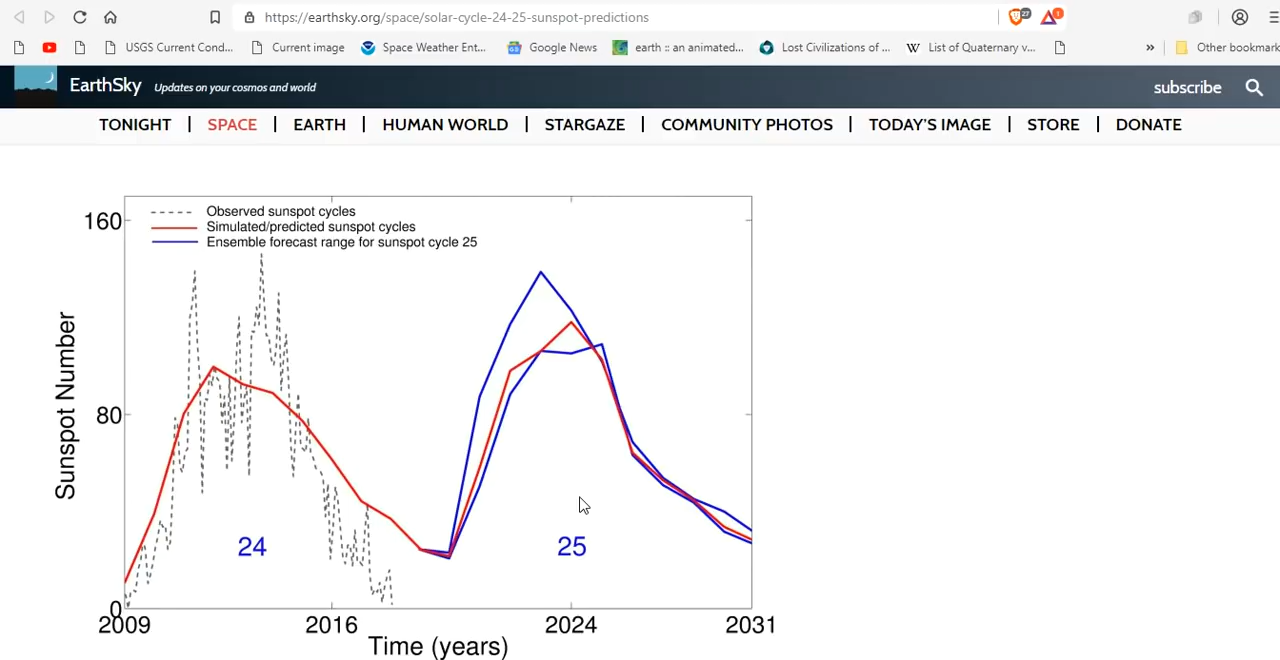 https://earthsky.org/space/solar-cycle-24-25-sunspot-predictions
27
1
USGS Current Cond...
Current image
Space Weather Ent...
Google News
earth :: an animated...
Lost Civilizations of ...
W
List of Quaternary v...
»
Other bookmark
EarthSky
Updates on your cosmos and world
subscribe
TONIGHT | SPACE | EARTH | HUMAN WORLD | STARGAZE | COMMUNITY PHOTOS | TODAY'S IMAGE | STORE | DONATE
Observed sunspot cycles
Simulated/predicted sunspot cycles
Ensemble forecast range for sunspot cycle 25
160
80
0
Sunspot Number
24
25
2009
2016
2024
2031
Time (years)